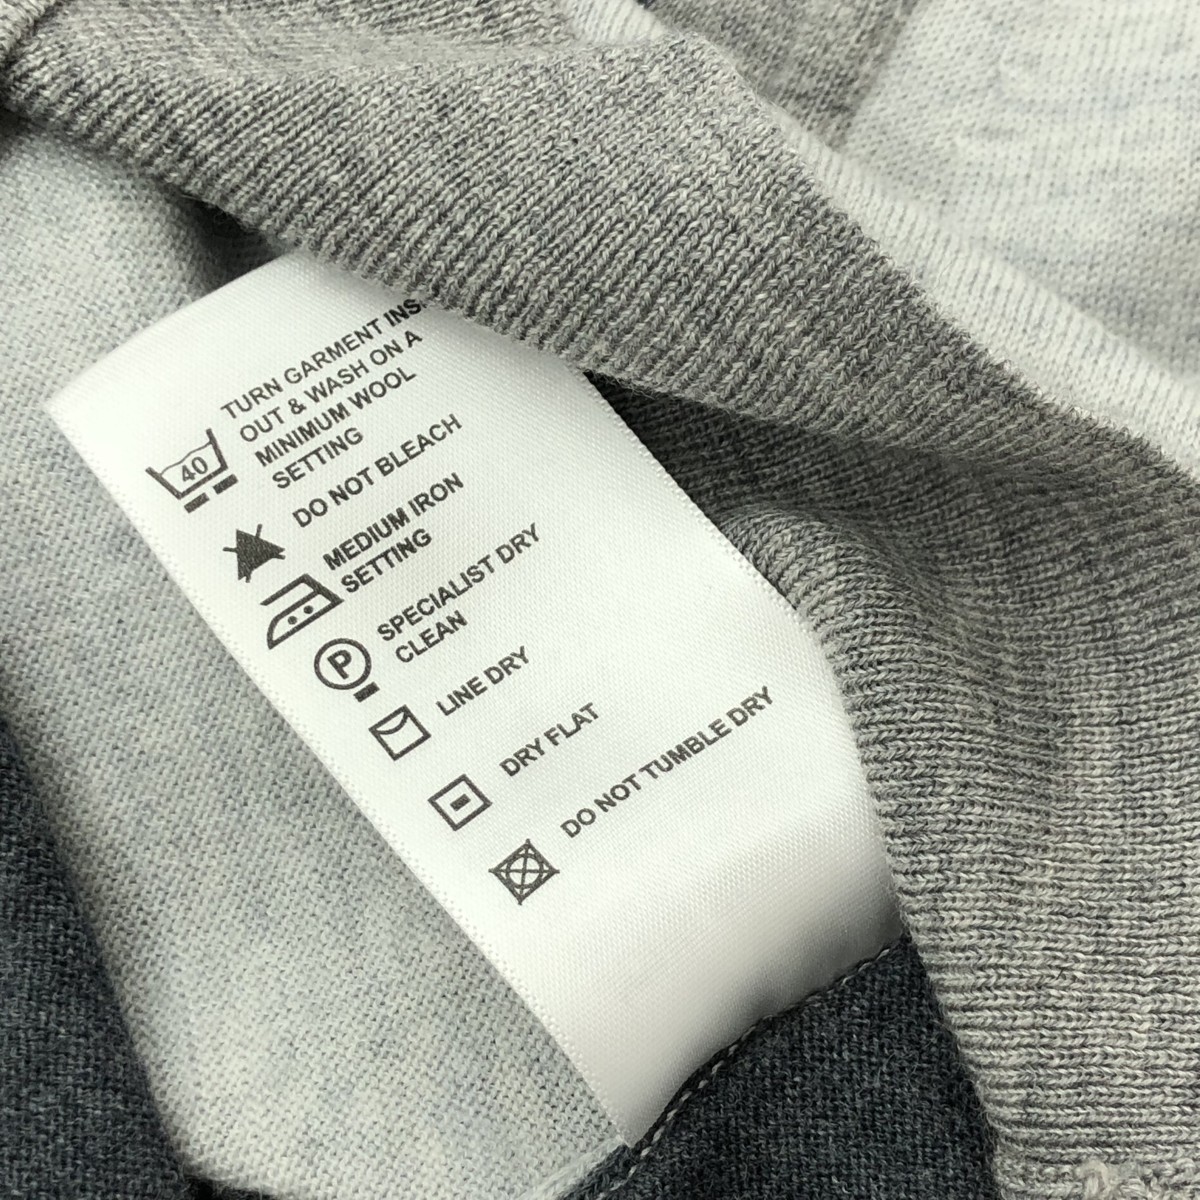 TURN GARMENT INS
OUT & WASH ON A
MINIMUM WOOL
SETTING
40
DO NOT BLEACH
MEDIUM IRON
SETTING
P
SPECIALIST DRY
CLEAN
LINE DRY
DRY FLAT
DO NOT TUMBLE DRY